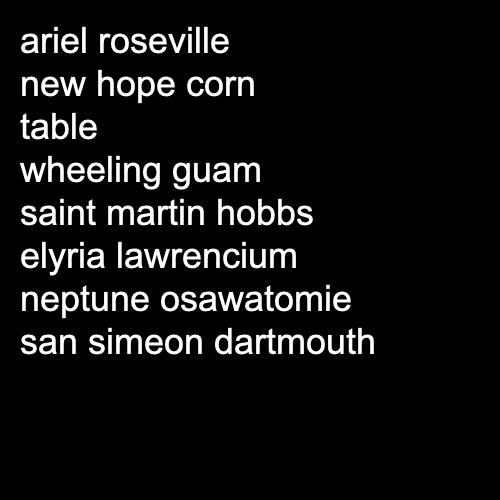 ariel roseville
new hope corn
table
wheeling guam
saint martin hobbs
elyria lawrencium
neptune osawatomie
san simeon dartmouth